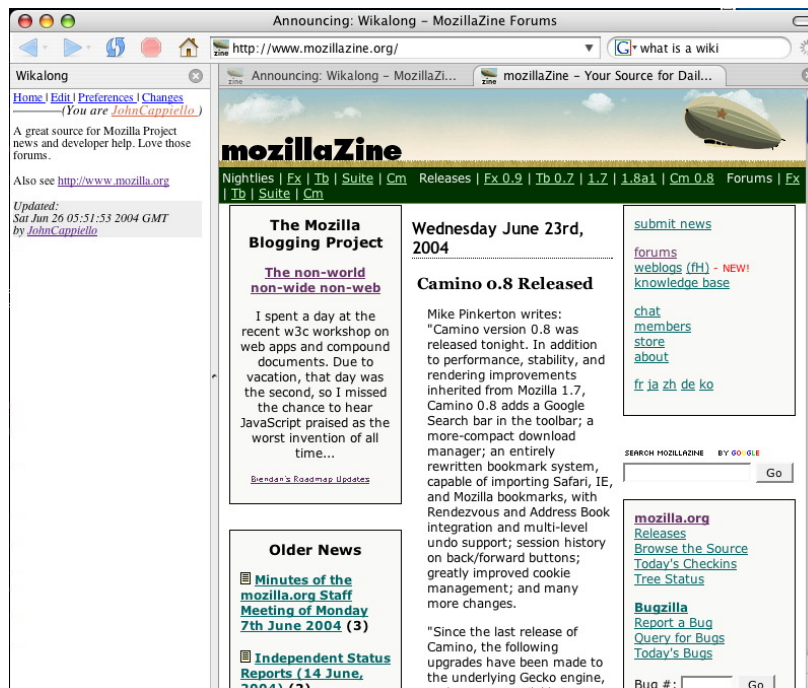 Announcing: Wikalong – MozillaZine Forums
http://www.mozillazine.org/
G what is a wiki
Wikalong
Announcing: Wikalong – MozillaZi...
mozillaZine – Your Source for Dail...
Home | Edit | Preferences | Changes
(You are JohnCappiello )
A great source for Mozilla Project
news and developer help. Love those
forums.
Also see http://www.mozilla.org
Updated:
Sat Jun 26 05:51:53 2004 GMT
by JohnCappiello
mozillaZine
Nightlies | Fx | Tb | Suite | Cm Releases | Fx 0.9 | Tb 0.7 | 1.7 | 1.8a1 | Cm 0.8 Forums | Fx
| Tb | Suite | Cm
The Mozilla
Blogging Project
The non-world
non-wide non-web
I spent a day at the
recent w3c workshop on
web apps and compound
documents. Due to
vacation, that day was
the second, so I missed
the chance to hear
JavaScript praised as the
worst invention of all
time...
Brendan's Roadmap Updates
Older News
Minutes of the
mozilla.org Staff
Meeting of Monday
7th June 2004 (3)
Independent Status
Reports (14 June,
2004) (2)
Wednesday June 23rd,
2004
Camino 0.8 Released
Mike Pinkerton writes:
"Camino version 0.8 was
released tonight. In addition
to performance, stability, and
rendering improvements
inherited from Mozilla 1.7,
Camino 0.8 adds a Google
Search bar in the toolbar; a
more-compact download
manager; an entirely
rewritten bookmark system,
capable of importing Safari, IE,
and Mozilla bookmarks, with
Rendezvous and Address Book
integration and multi-level
undo support; session history
on back/forward buttons;
greatly improved cookie
management; and many
more changes.
"Since the last release of
Camino, the following
upgrades have been made to
the underlying Gecko engine,
submit news
forums
weblogs (fH) - NEW!
knowledge base
chat
members
store
about
fr ja zh de ko
SEARCH MOZILLAZINE BY GOOGLE
Go
mozilla.org
Releases
Browse the Source
Today's Checkins
Tree Status
Bugzilla
Report a Bug
Query for Bugs
Today's Bugs
Bug #: Go